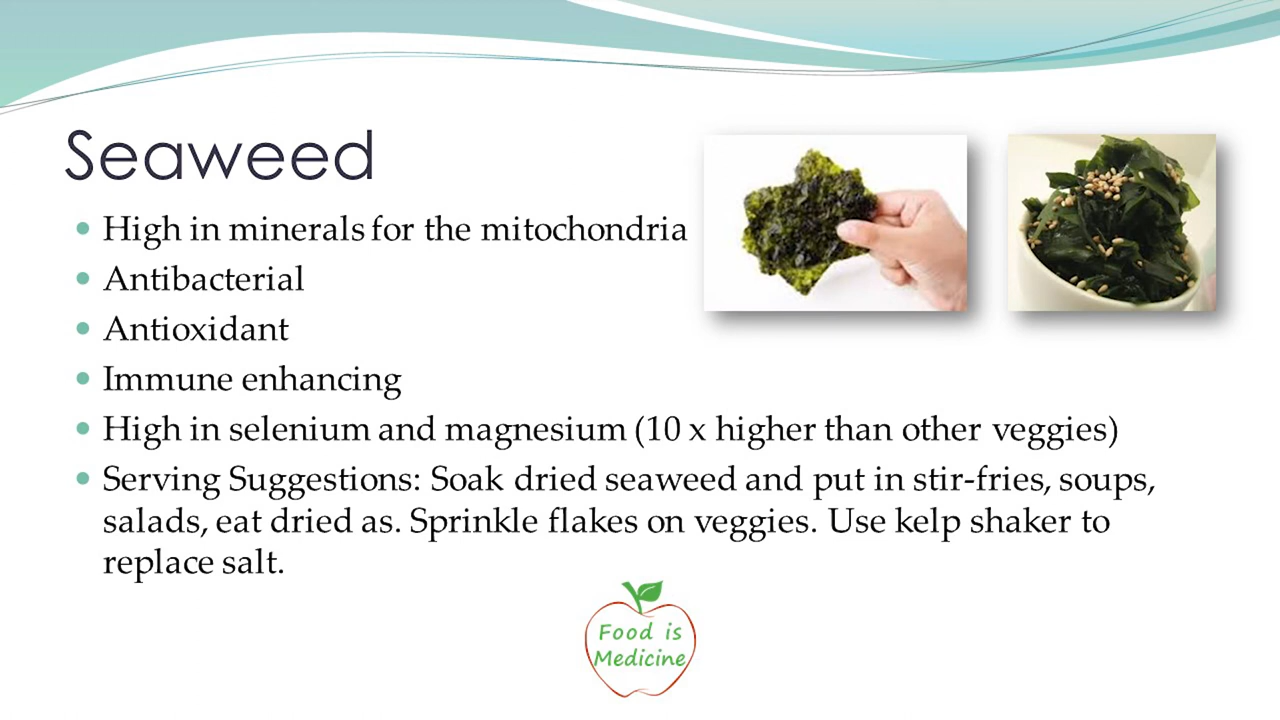 Seaweed
High in minerals for the mitochondria
Antibacterial
Antioxidant
Immune enhancing
High in selenium and magnesium (10 x higher than other veggies)
Serving Suggestions: Soak dried seaweed and put in stir-fries, soups,
salads, eat dried as. Sprinkle flakes on veggies. Use kelp shaker to
replace salt.
Food is
Medicine